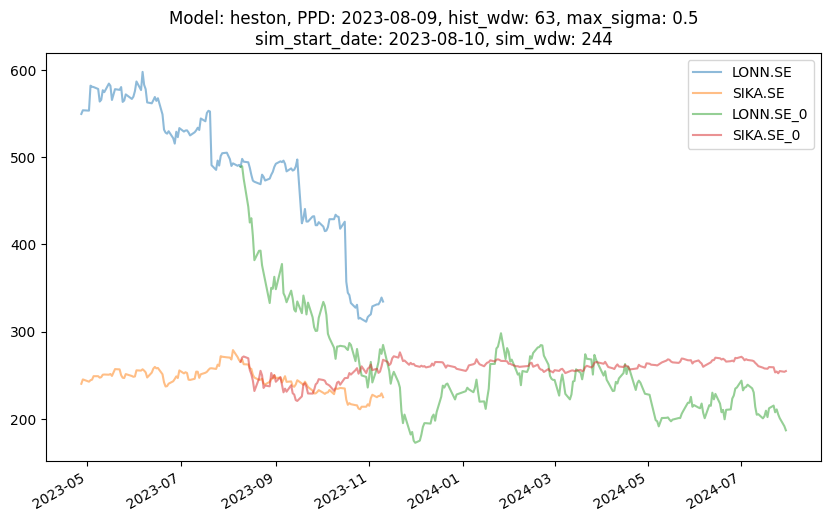 Model: heston, PPD: 2023-08-09, hist_wdw: 63, max_sigma: 0.5
sim_start_date: 2023-08-10, sim_wdw: 244
LONN.SE
SIKA.SE
LONN.SE_0
SIKA.SE_0
600
500
400
300
200
2023-05
2023-07
2023-09
2023-11
2024-01
2024-03
2024-05
2024-07